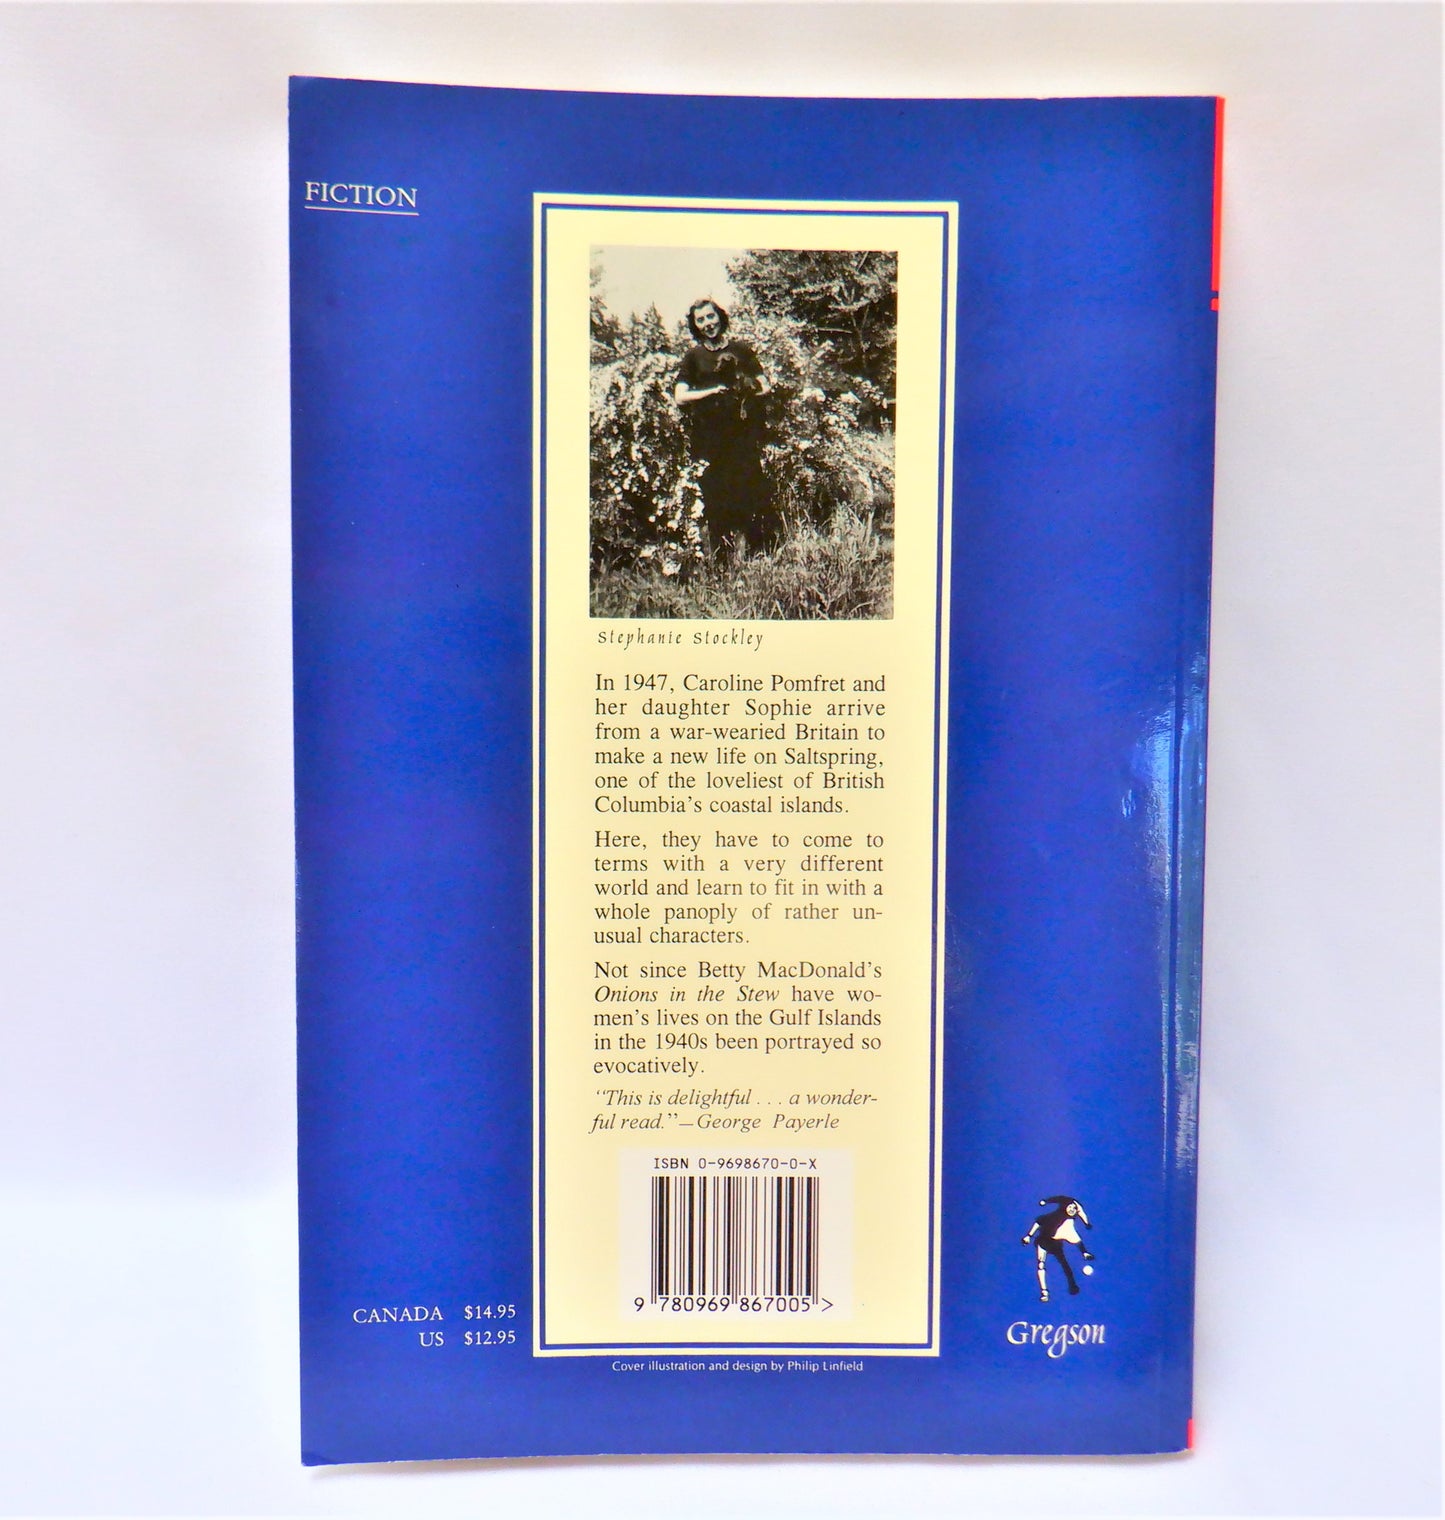 FICTION
Stephanie Stockley
In 1947, Caroline Pomfret and
her daughter Sophie arrive
from a war-wearied Britain to
make a new life on Saltspring,
one of the loveliest of British
Columbia's coastal islands.
Here, they have to come to
terms with a very different
world and learn to fit in with a
whole panoply of rather un-
usual characters.
Not since Betty MacDonald's
Onions in the Stew have wo-
men's lives on the Gulf Islands
in the 1940s been portrayed so
evocatively.
"This is delightful . . . a wonder-
ful read."—George Payerle
ISBN 0-9698670-0-X
9 780969 867005 >
CANADA $14.95
US $12.95
Gregson
Cover illustration and design by Philip Linfield